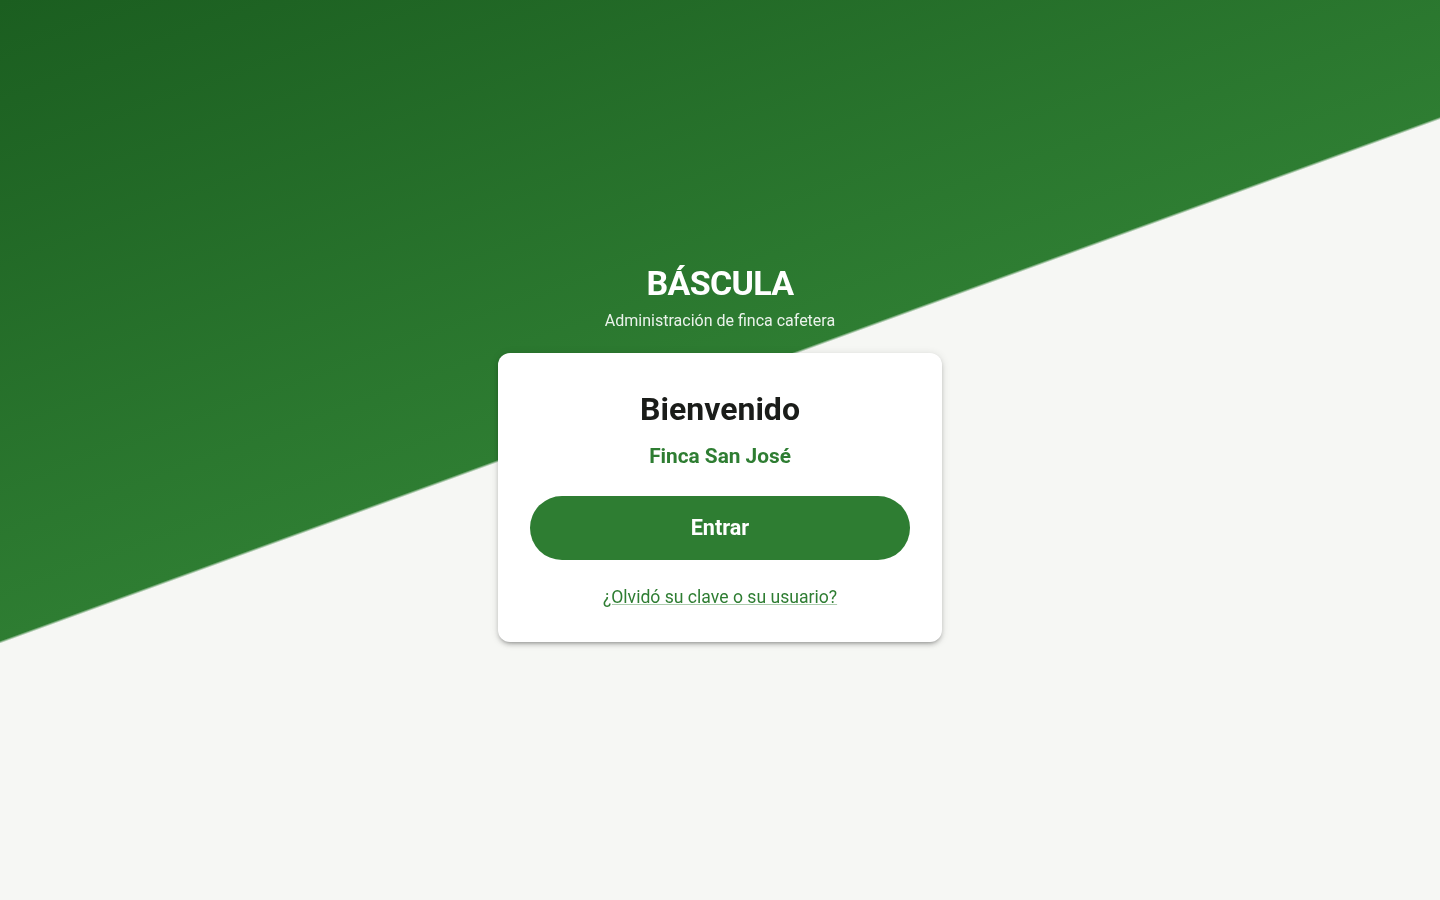 BÁSCULA
Administración de finca cafetera
Bienvenido
Finca San José
Entrar
¿Olvidó su clave o su usuario?